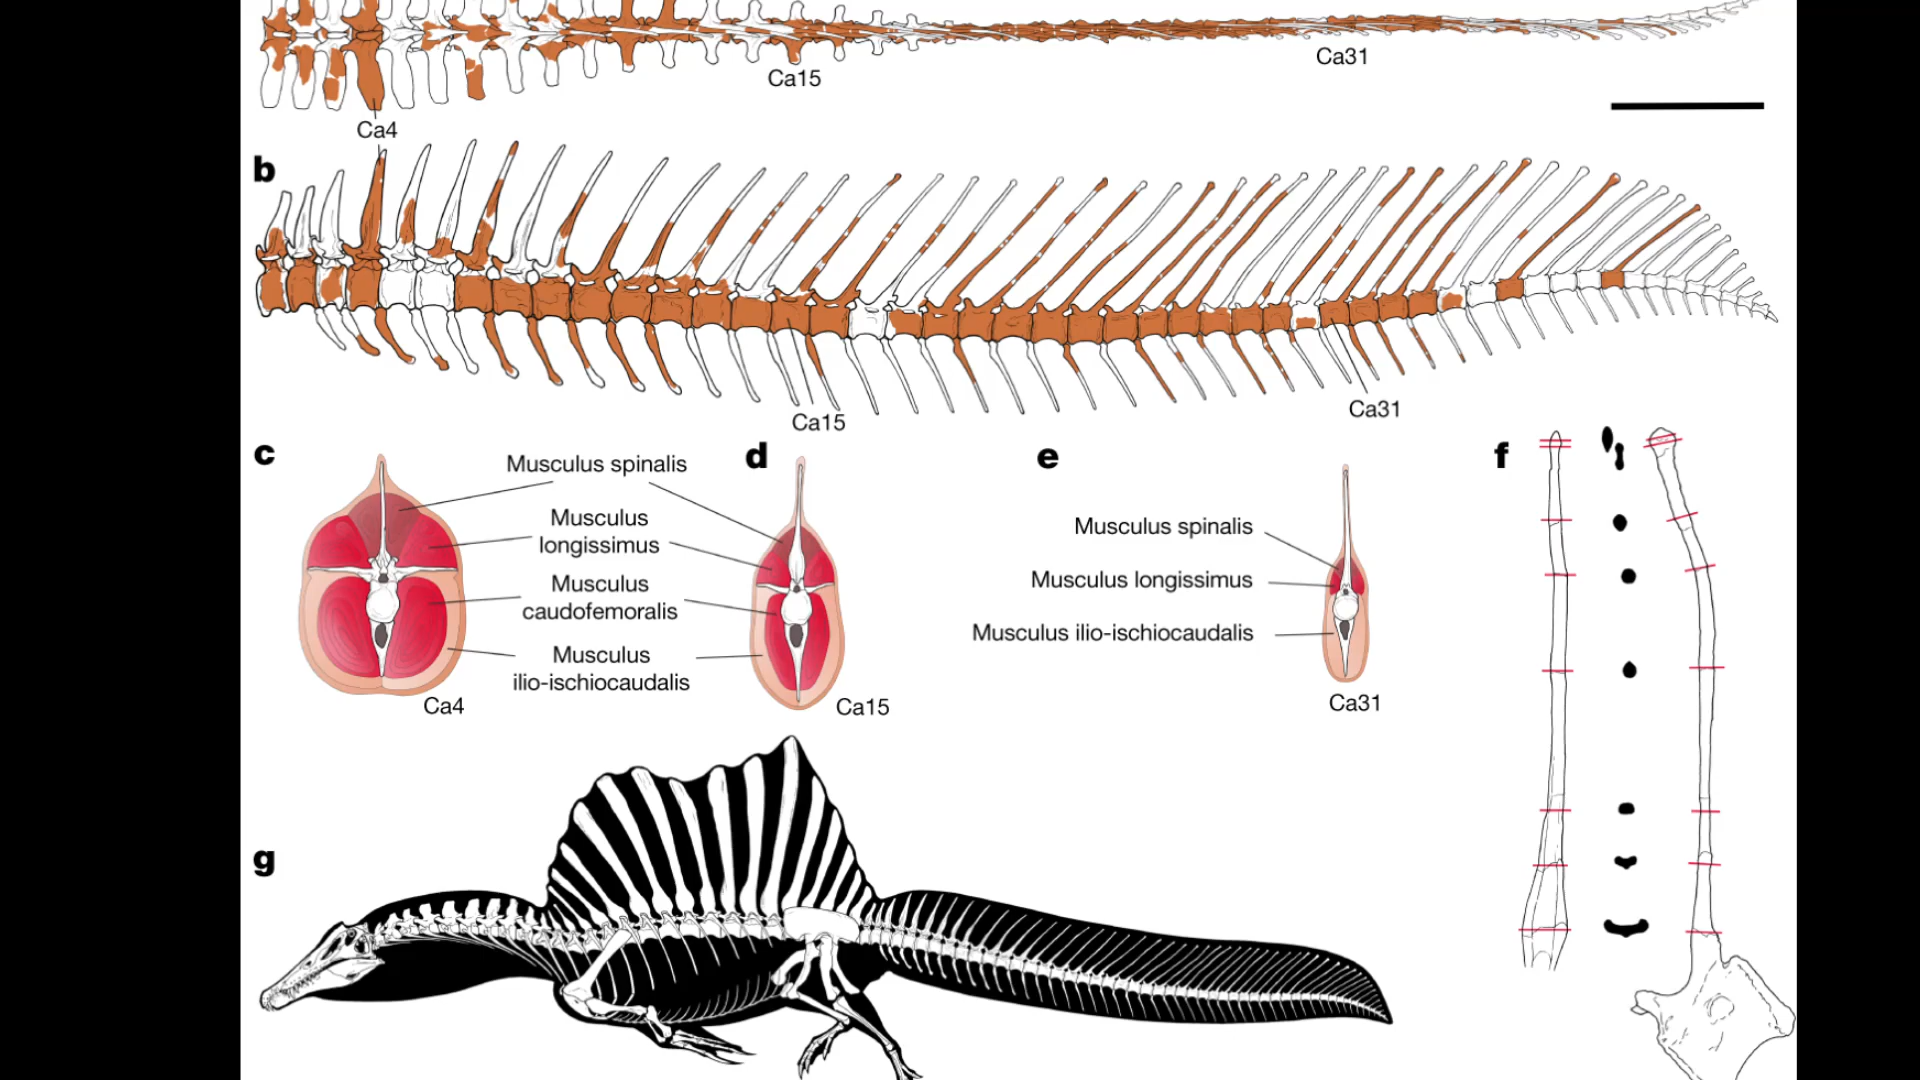 Ca15
Ca31
Ca4
b
Ca15
Ca31
c
Musculus spinalis
d
e
f
Musculus
longissimus
Musculus
caudofemoralis
Musculus
ilio-ischiocaudalis
Ca4
Ca15
Musculus spinalis
Musculus longissimus
Musculus ilio-ischiocaudalis
Ca31
g